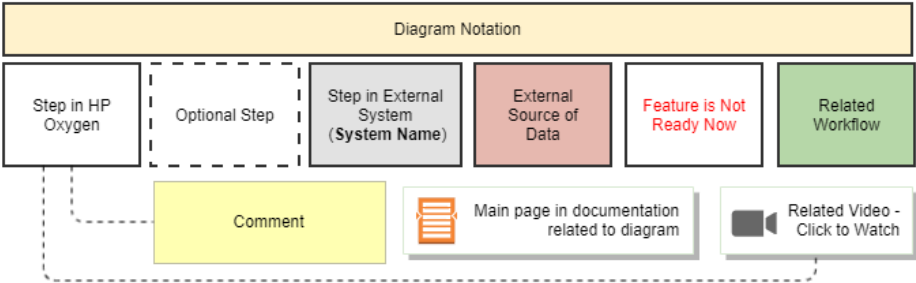 Diagram Notation
Step in HP
Oxygen
Optional Step
Step in External
System
(System Name)
External
Source of
Data
Feature is Not
Ready Now
Related
Workflow
Comment
Main page in documentation
related to diagram
Related Video -
Click to Watch